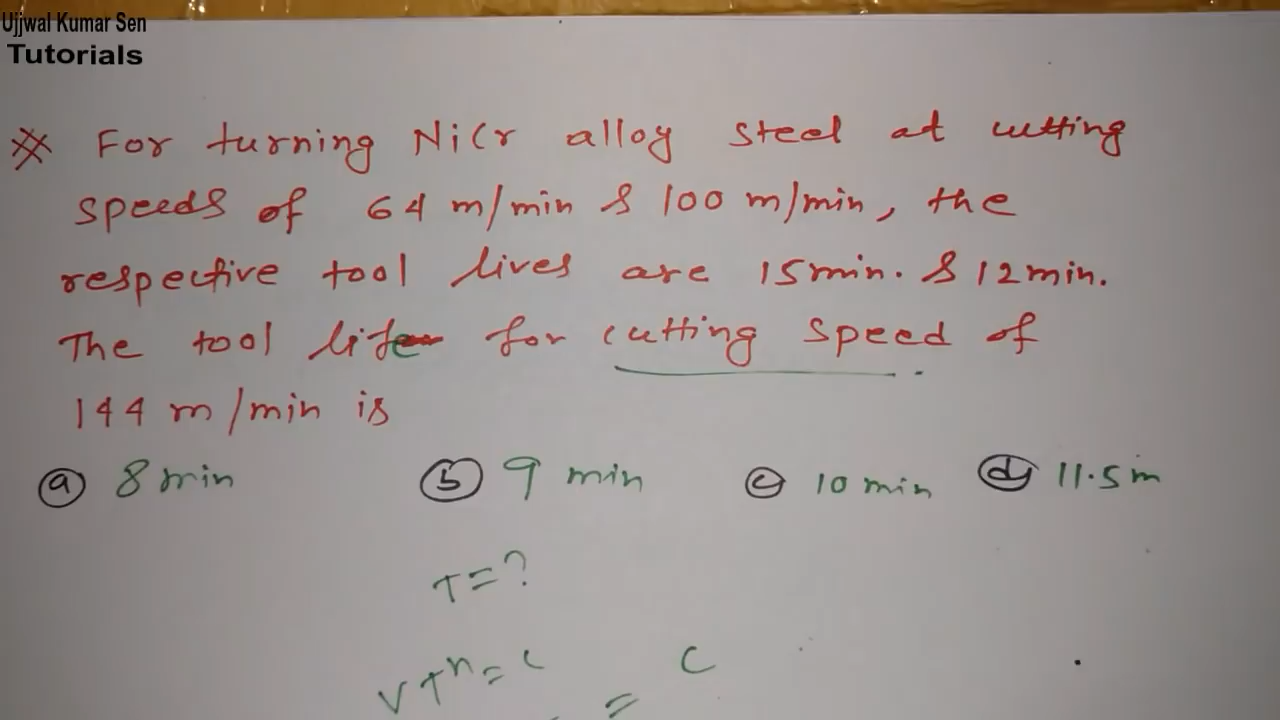 Ujjwal Kumar Sen
Tutorials
For turning NiCr alloy steel at cutting
speeds of 64 m/min & 100 m/min, the
respective tool lives are 15min. & 12min.
The tool life for cutting speed of
144 m/min is
(a) 8 min (b) 9 min (c) 10 min (d) 11.5 m
T = ?
VT^n = C
= C